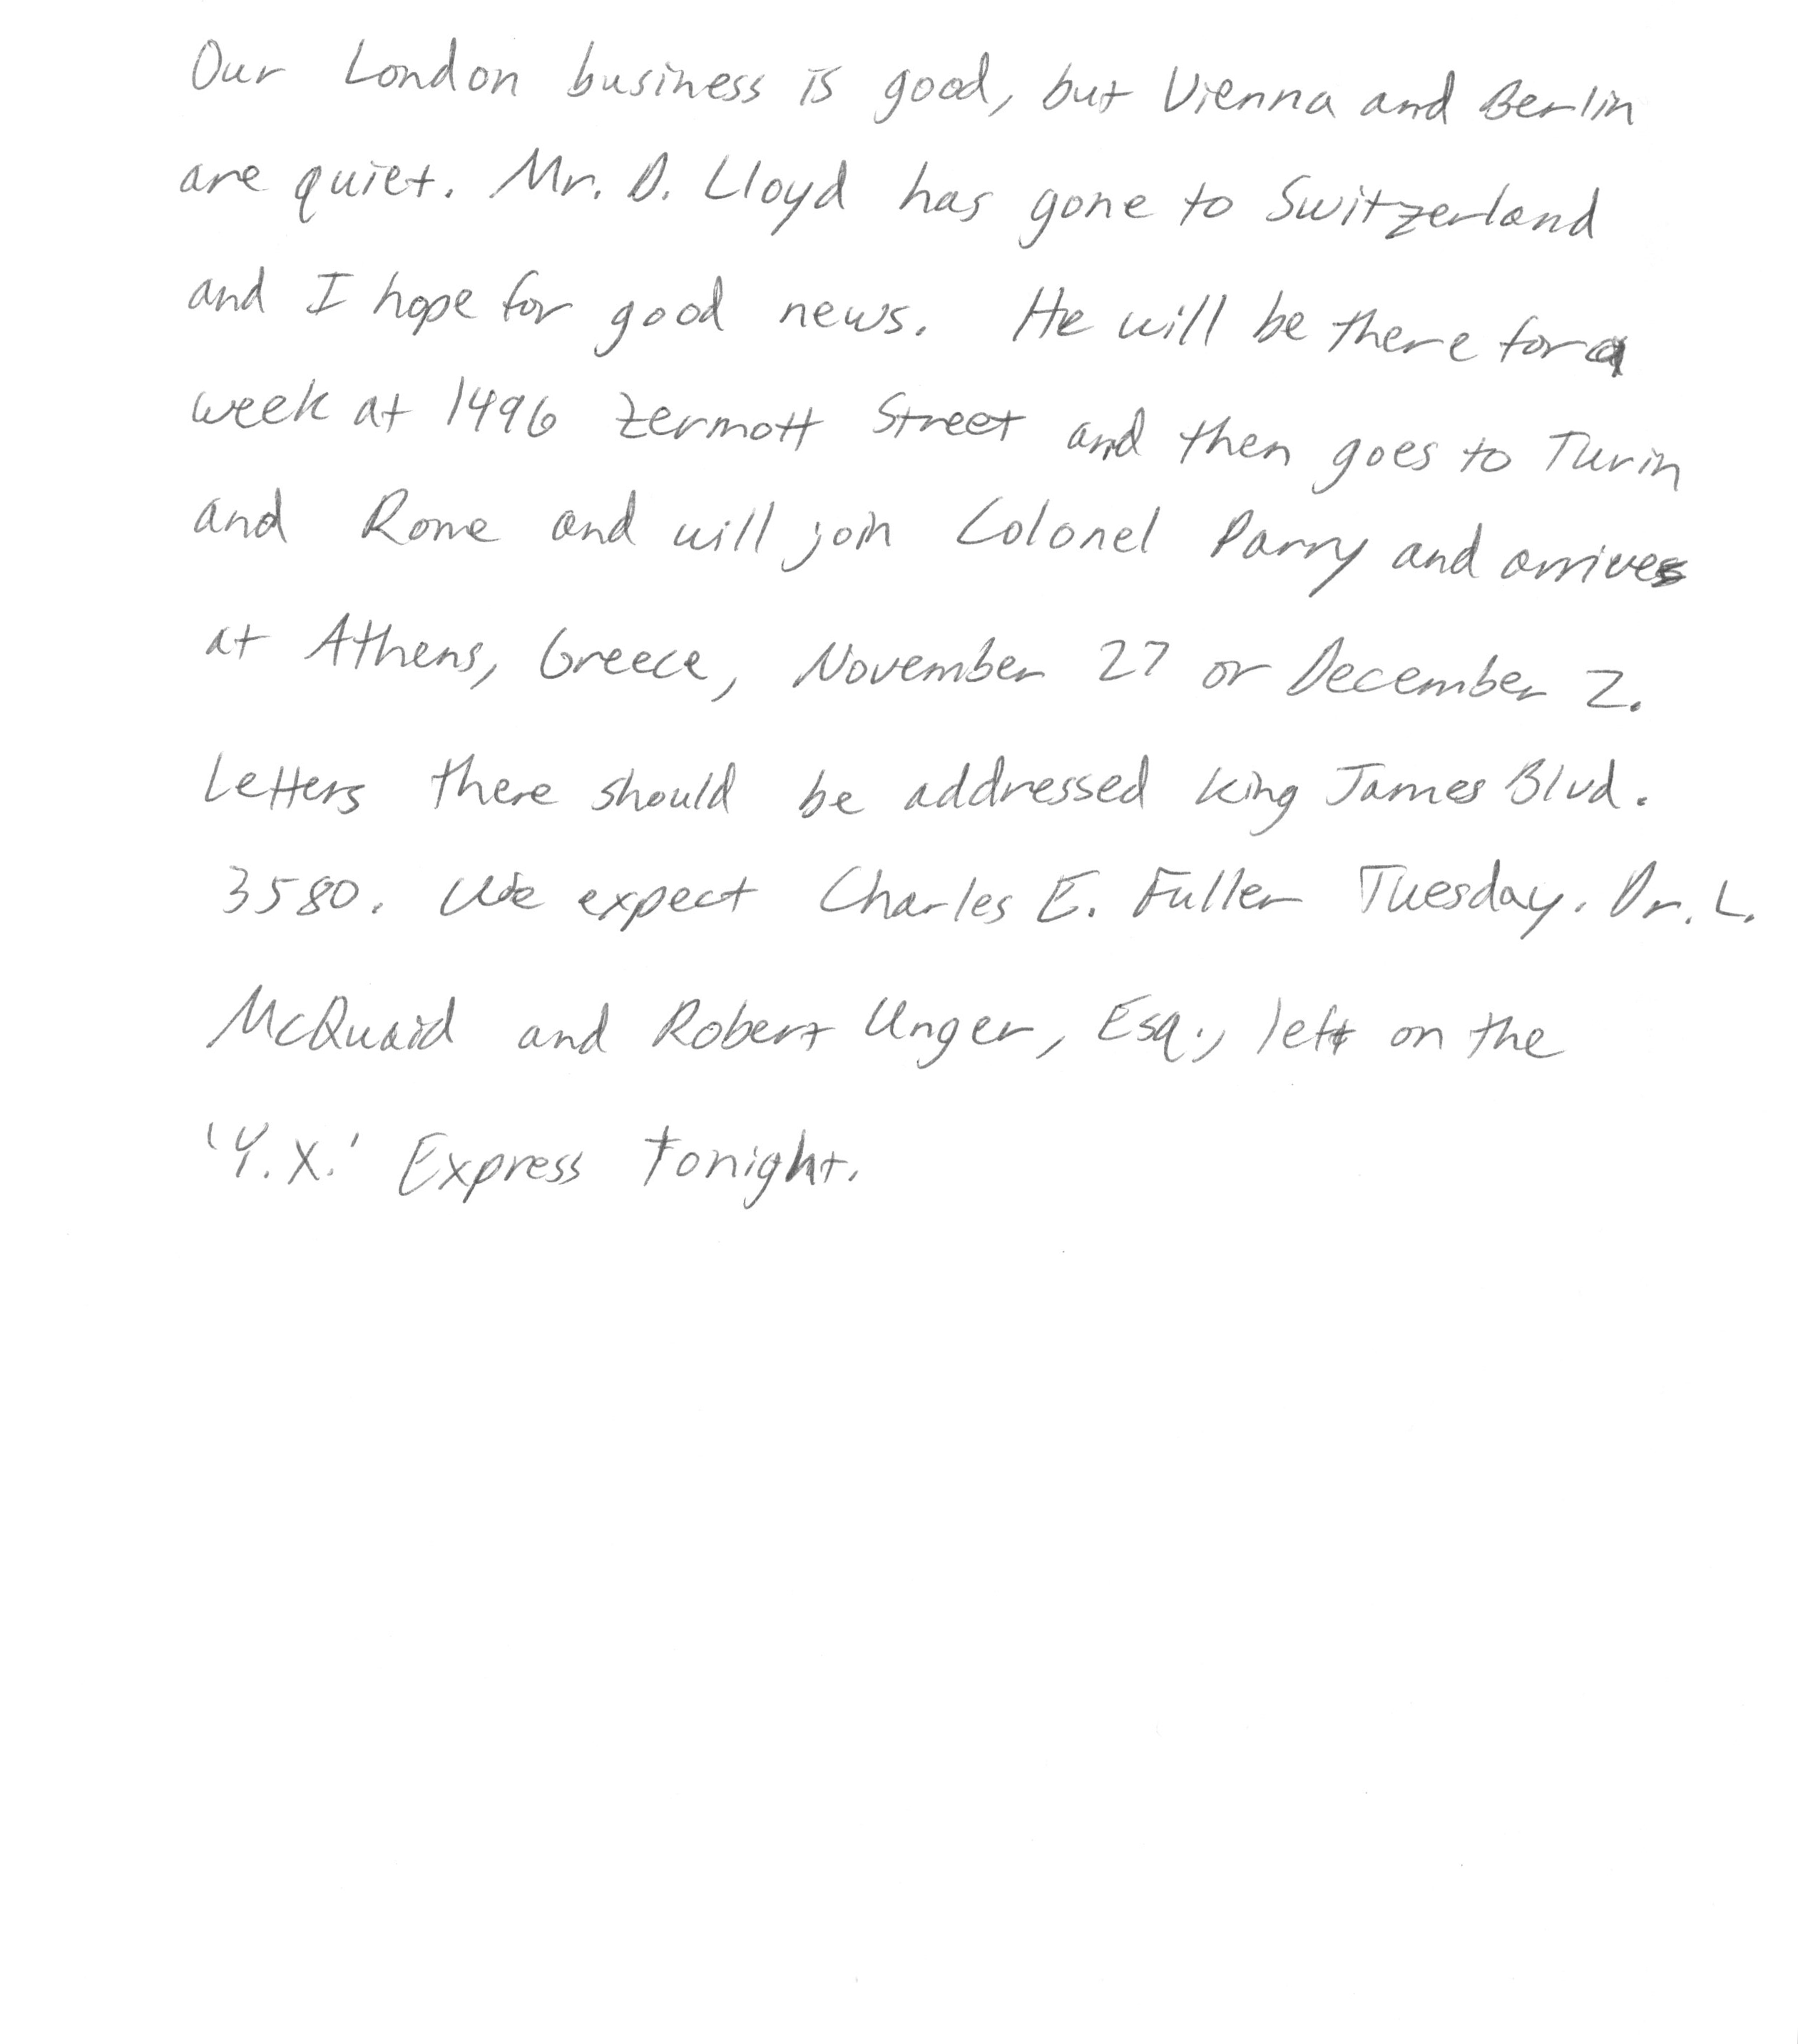 Our London business is good, but Vienna and Berlin
are quiet. Mr. D. Lloyd has gone to Switzerland
and I hope for good news. He will be there for a
week at 1496 Zermott Street and then goes to Turin
and Rome and will join Colonel Parry and arrives
at Athens, Greece, November 27 or December 2.
Letters there should be addressed King James Blvd.
3580. We expect Charles E. Fuller Tuesday. Dr. L.
McQuaid and Robert Unger, Esq., left on the
'Y.X.' Express tonight.